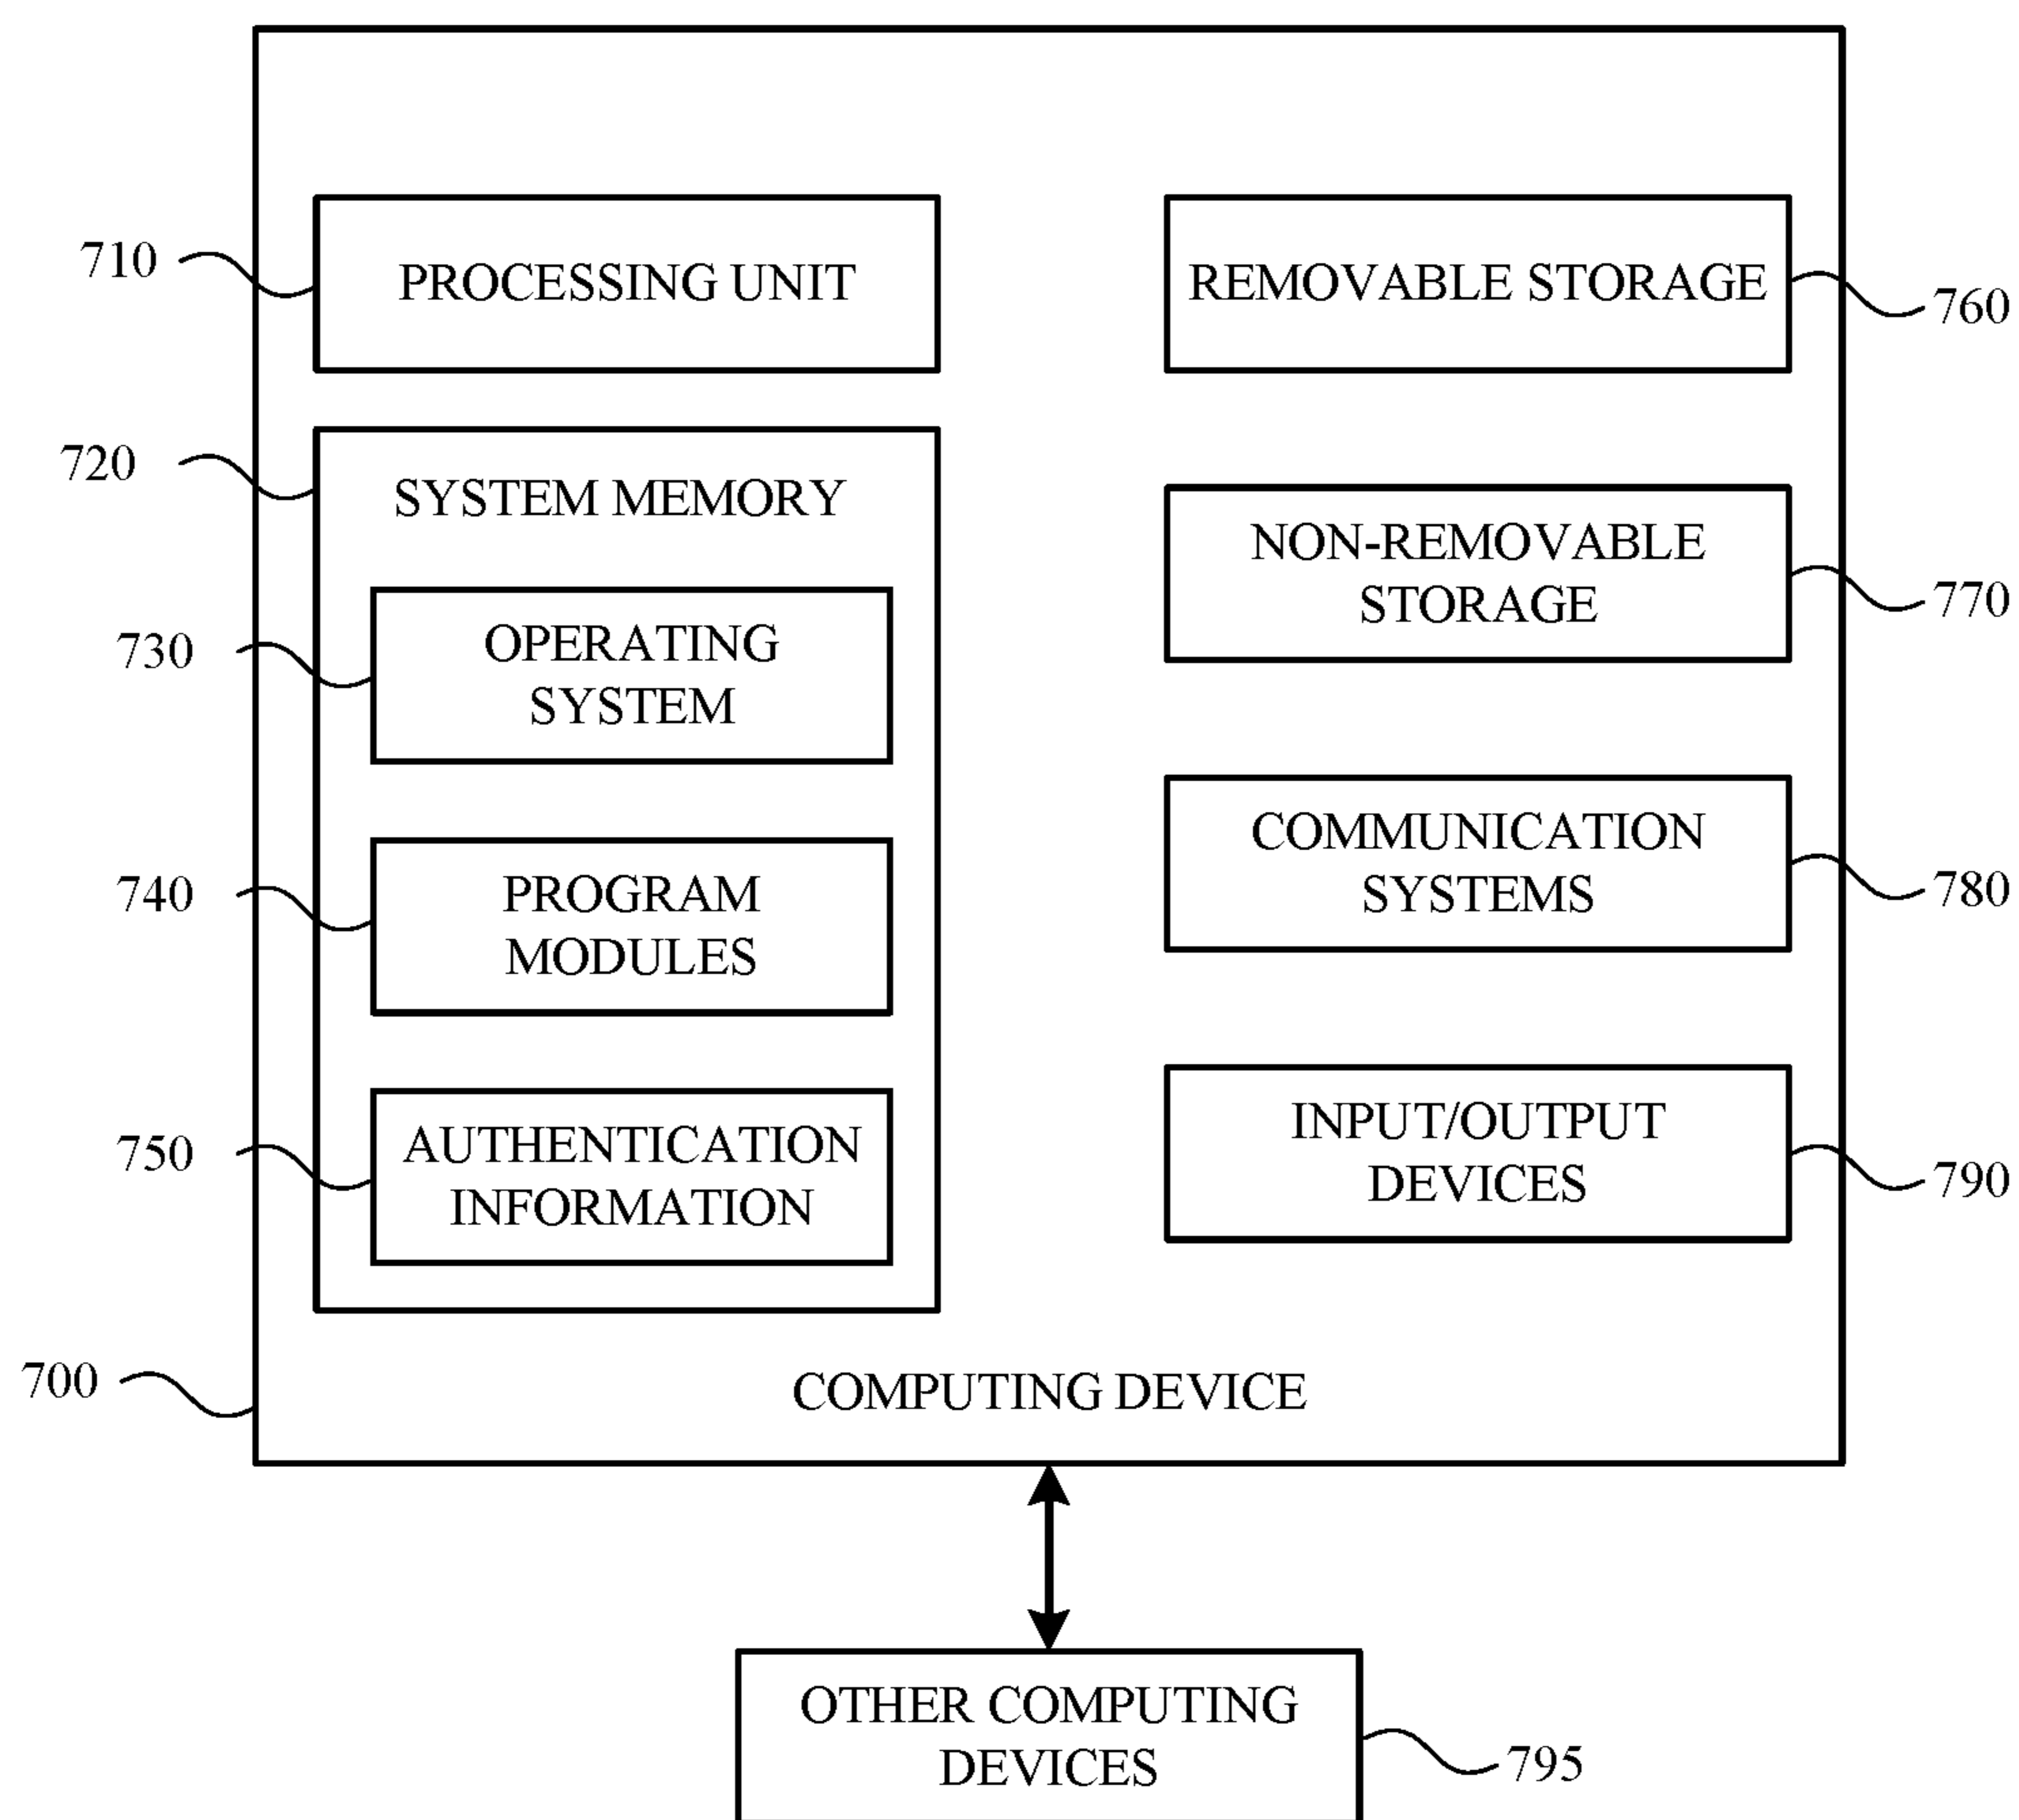 710
PROCESSING UNIT
REMOVABLE STORAGE
760
720
SYSTEM MEMORY
NON-REMOVABLE
STORAGE
770
730
OPERATING
SYSTEM
740
PROGRAM
MODULES
COMMUNICATION
SYSTEMS
780
750
AUTHENTICATION
INFORMATION
INPUT/OUTPUT
DEVICES
790
700
COMPUTING DEVICE
OTHER COMPUTING
DEVICES
795